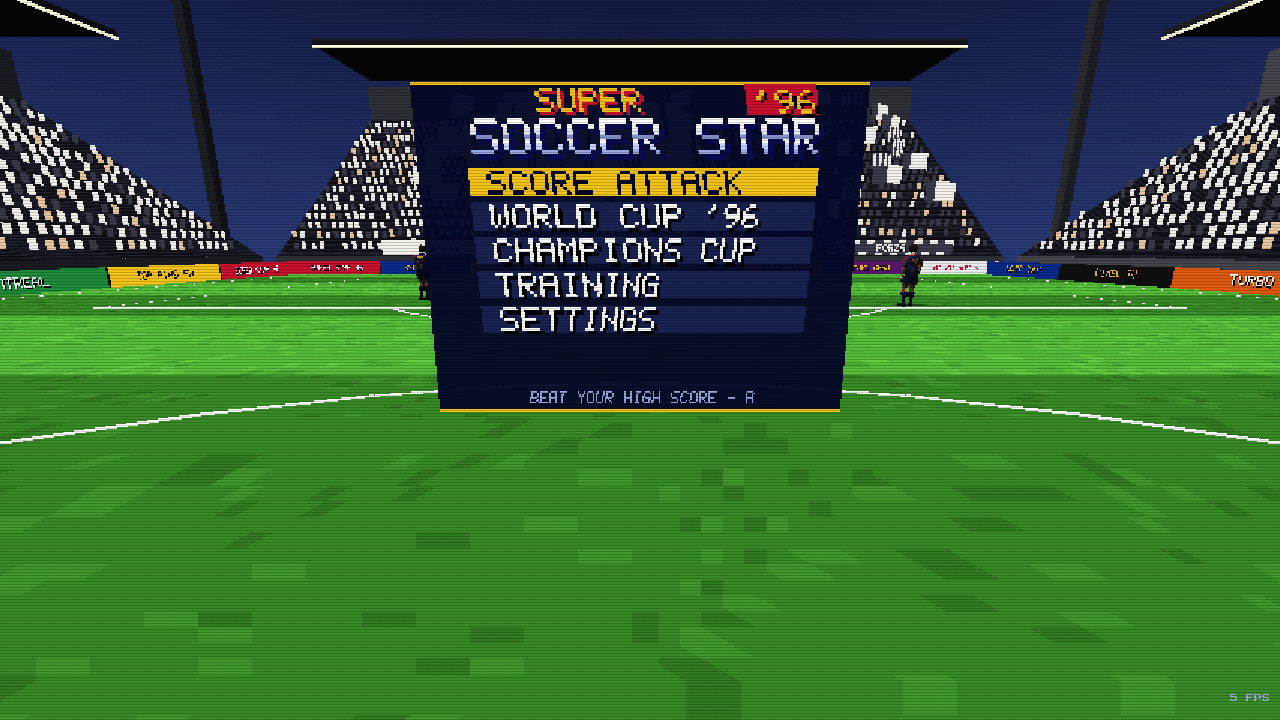 SUPER '96
SOCCER STAR
SCORE ATTACK
WORLD CUP '96
CHAMPIONS CUP
TRAINING
SETTINGS
BEAT YOUR HIGH SCORE - A
TURBO
5 FPS